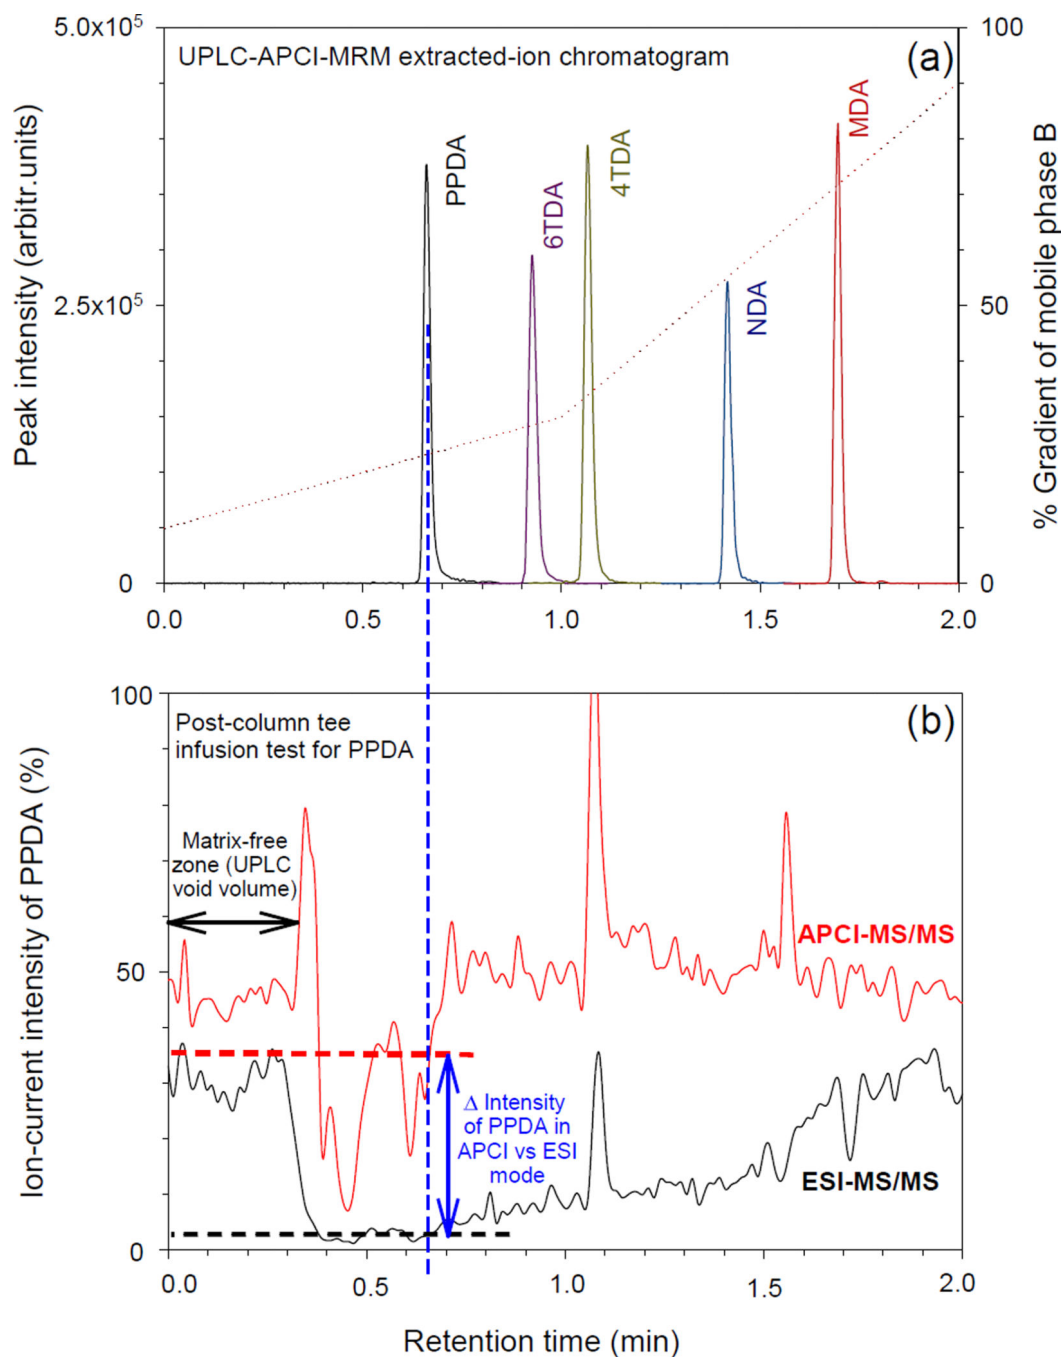 5.0x10⁵
100
UPLC-APCI-MRM extracted-ion chromatogram
(a)
Peak intensity (arbitr.units)
PPDA
6TDA
4TDA
NDA
MDA
% Gradient of mobile phase B
2.5x10⁵
50
0
0
0.0
0.5
1.0
1.5
2.0
100
Post-column tee
infusion test for PPDA
(b)
Ion-current intensity of PPDA (%)
Matrix-free
zone (UPLC
void volume)
APCI-MS/MS
50
Δ Intensity
of PPDA in
APCI vs ESI
mode
ESI-MS/MS
0
0.0
0.5
1.0
1.5
2.0
Retention time (min)